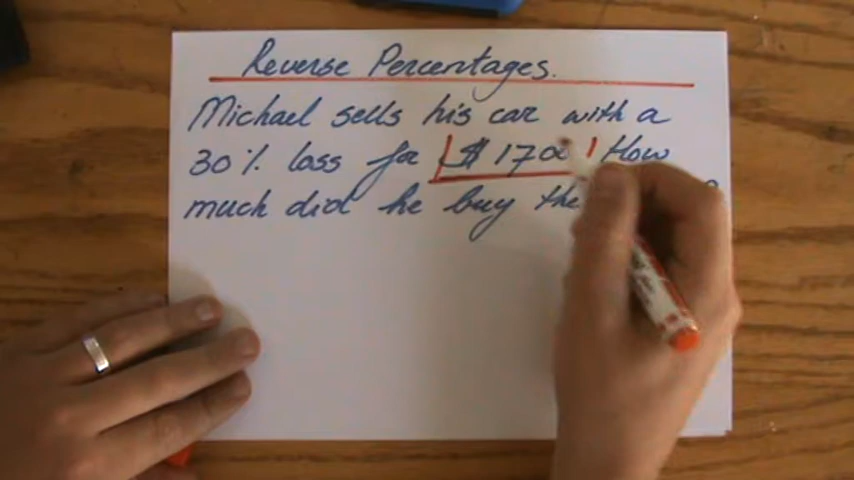 Reverse Percentages.
Michael sells his car with a
30% loss for $ 1700 How
much did he buy the